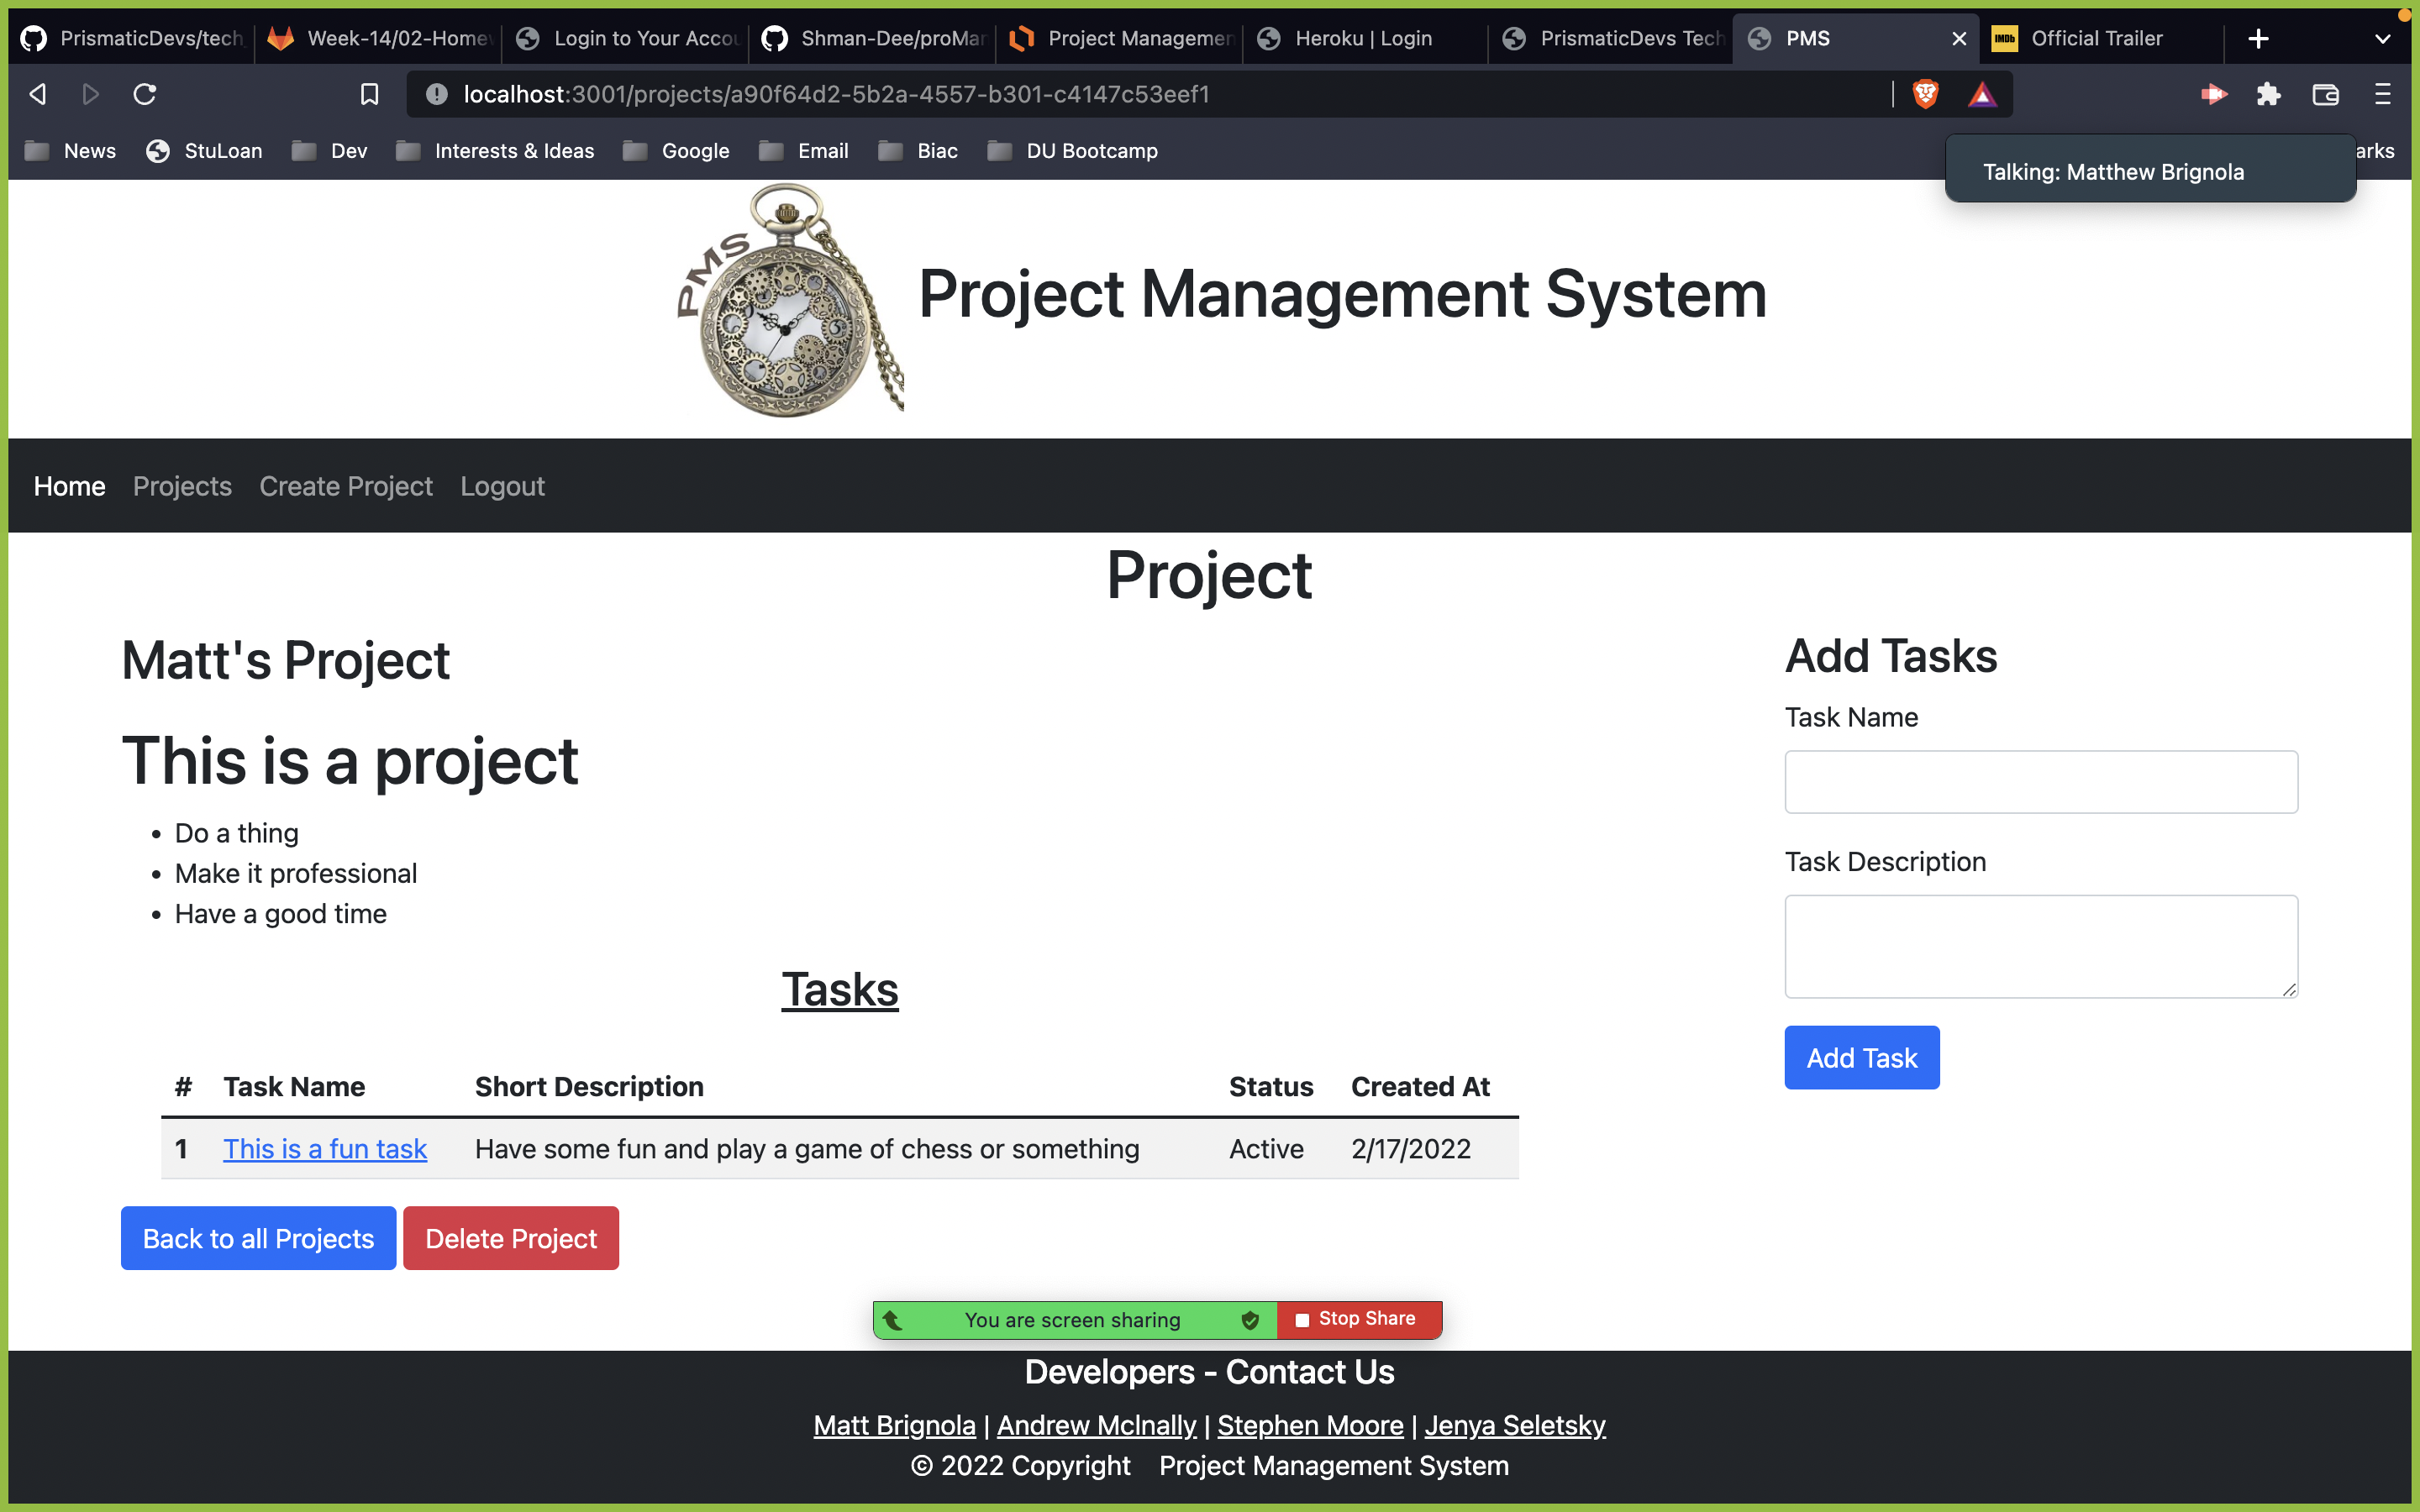 PrismaticDevs/tech
Week-14/02-Home
Login to Your Accou
Shman-Dee/proMa
Project Managemen
Heroku | Login
PrismaticDevs Tech
PMS
IMDb
Official Trailer
localhost:3001/projects/a90f64d2-5b2a-4557-b301-c4147c53eef1
News
StuLoan
Dev
Interests & Ideas
Google
Email
Biac
DU Bootcamp
arks
Talking: Matthew Brignola
PMS
Project Management System
Home
Projects
Create Project
Logout
Project
Matt's Project
This is a project
• Do a thing
• Make it professional
• Have a good time
Tasks
# Task Name Short Description Status Created At
1 This is a fun task Have some fun and play a game of chess or something Active 2/17/2022
Back to all Projects
Delete Project
Add Tasks
Task Name
Task Description
Add Task
You are screen sharing
Stop Share
Developers - Contact Us
Matt Brignola | Andrew McInally | Stephen Moore | Jenya Seletsky
© 2022 Copyright Project Management System